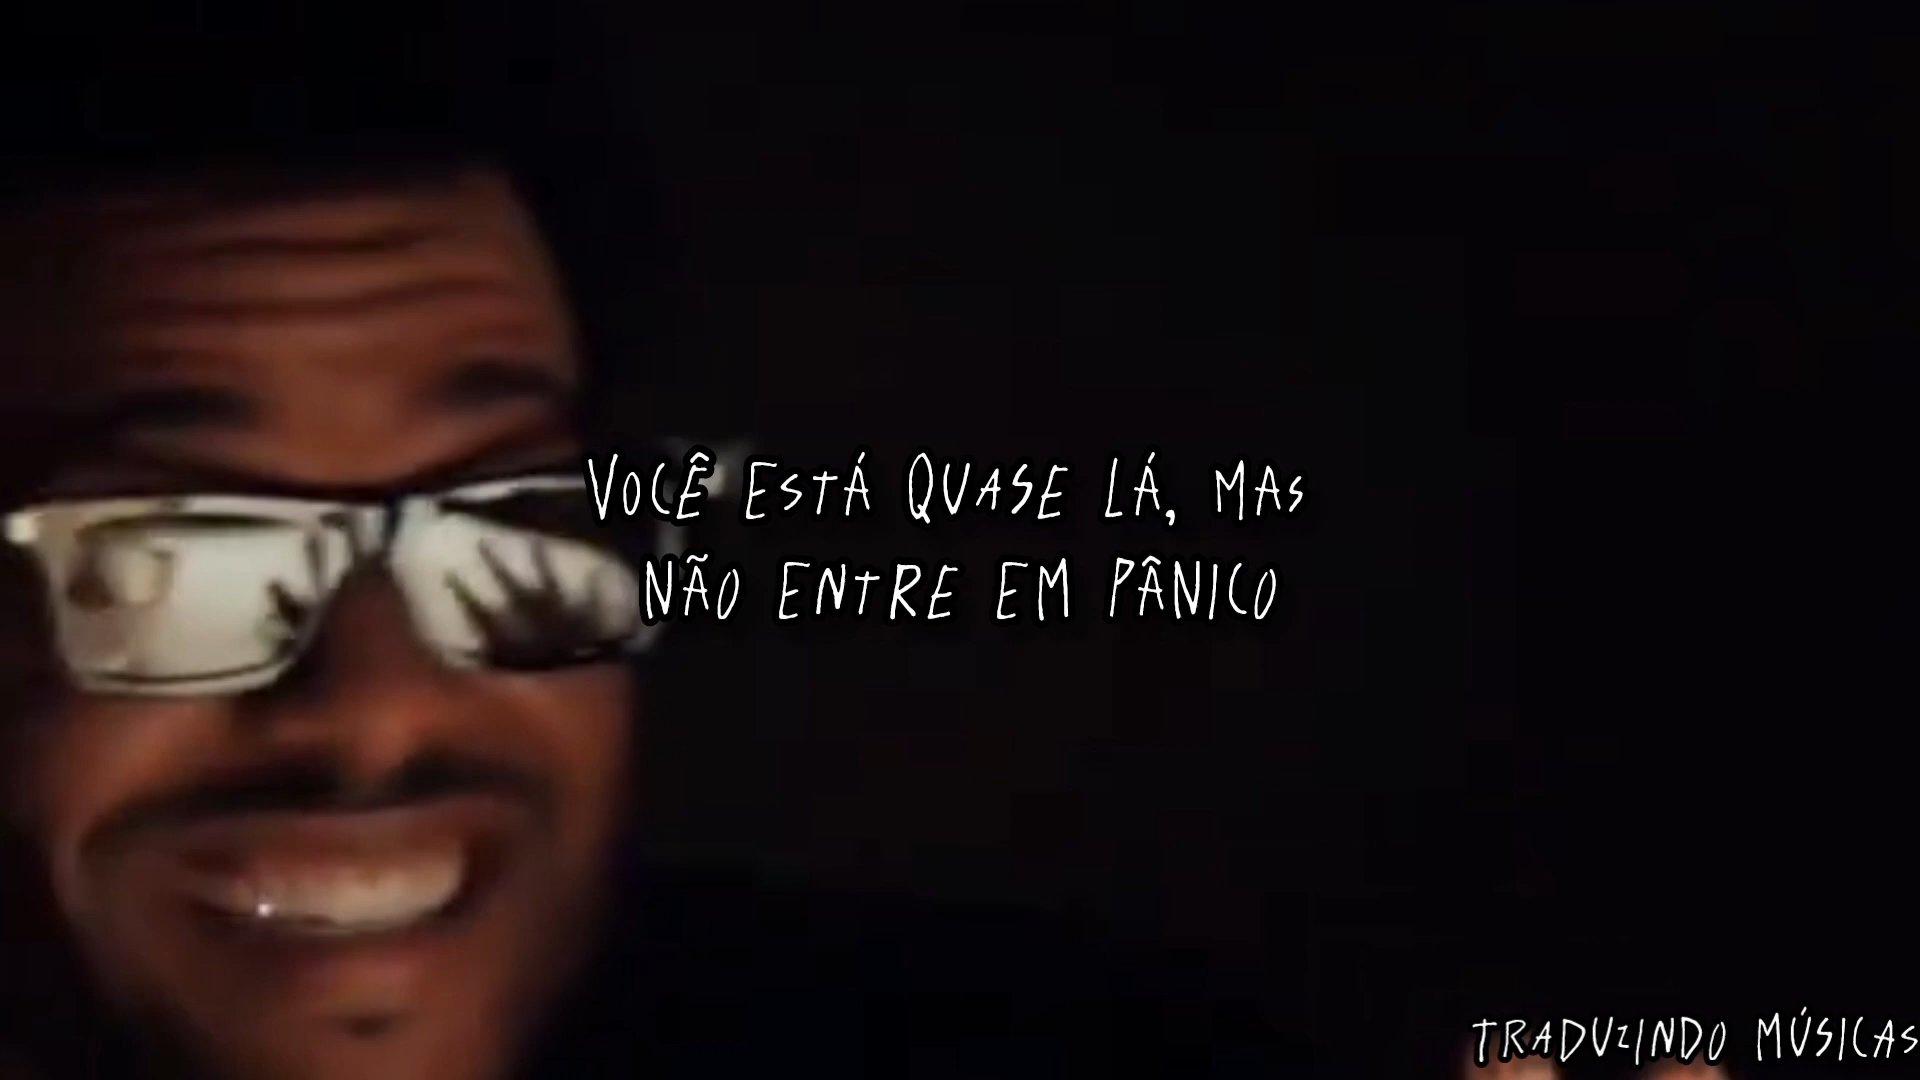 VOCÊ ESTÁ QUASE LÁ, MAS
NÃO ENTRE EM PÂNICO
TRADUZINDO MÚSICAS